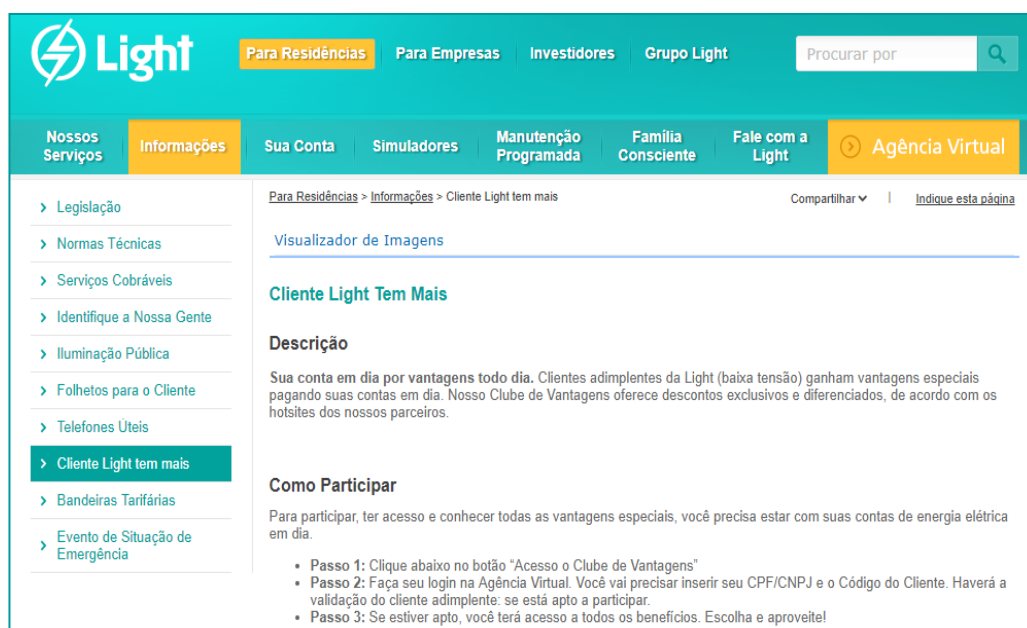 Light
Para Residências
Para Empresas
Investidores
Grupo Light
Procurar por
Nossos Serviços
Informações
Sua Conta
Simuladores
Manutenção Programada
Família Consciente
Fale com a Light
Agência Virtual
Legislação
Normas Técnicas
Serviços Cobráveis
Identifique a Nossa Gente
Iluminação Pública
Folhetos para o Cliente
Telefones Úteis
Cliente Light tem mais
Bandeiras Tarifárias
Evento de Situação de
Emergência
Para Residências > Informações > Cliente Light tem mais
Compartilhar
Indique esta página
Visualizador de Imagens
Cliente Light Tem Mais
Descrição
Sua conta em dia por vantagens todo dia. Clientes adimplentes da Light (baixa tensão) ganham vantagens especiais
pagando suas contas em dia. Nosso Clube de Vantagens oferece descontos exclusivos e diferenciados, de acordo com os
hotsites dos nossos parceiros.
Como Participar
Para participar, ter acesso e conhecer todas as vantagens especiais, você precisa estar com suas contas de energia elétrica
em dia.
• Passo 1: Clique abaixo no botão “Acesso o Clube de Vantagens”
• Passo 2: Faça seu login na Agência Virtual. Você vai precisar inserir seu CPF/CNPJ e o Código do Cliente. Haverá a
validação do cliente adimplente: se está apto a participar.
• Passo 3: Se estiver apto, você terá acesso a todos os benefícios. Escolha e aproveite!